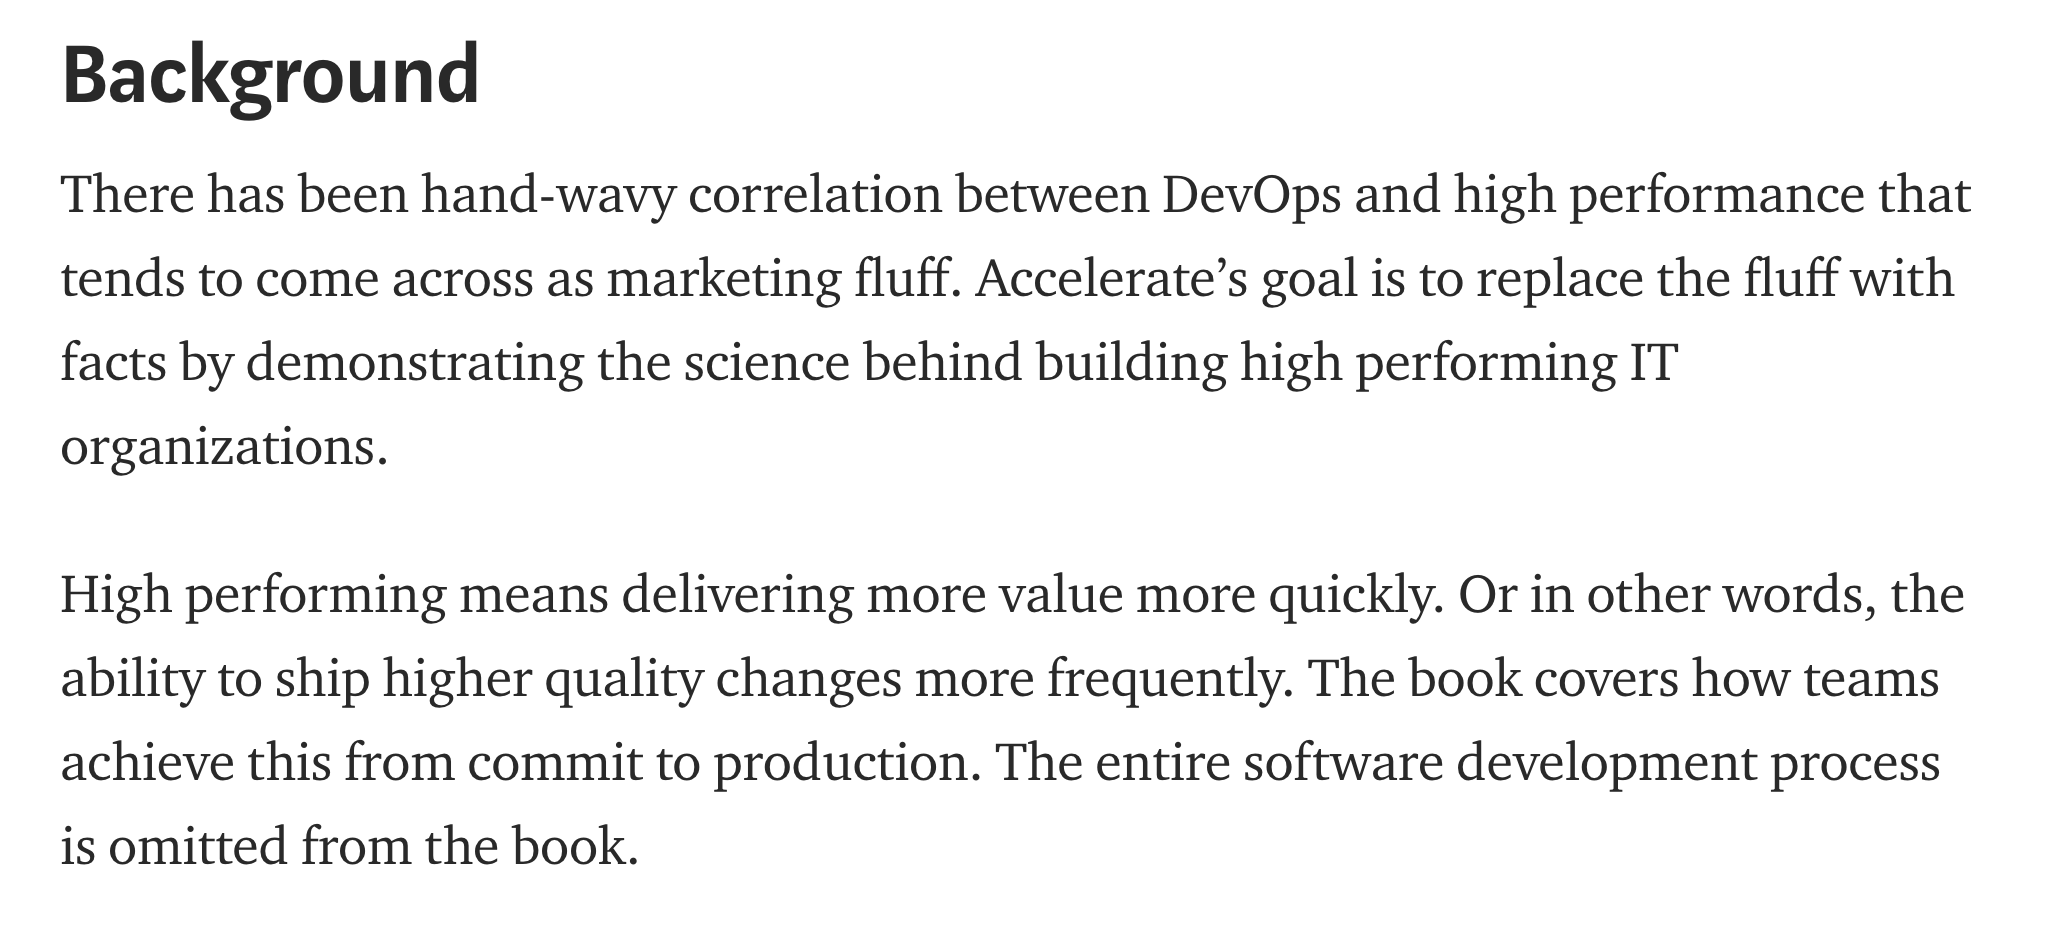 Background
There has been hand-wavy correlation between DevOps and high performance that
tends to come across as marketing fluff. Accelerate’s goal is to replace the fluff with
facts by demonstrating the science behind building high performing IT
organizations.
High performing means delivering more value more quickly. Or in other words, the
ability to ship higher quality changes more frequently. The book covers how teams
achieve this from commit to production. The entire software development process
is omitted from the book.